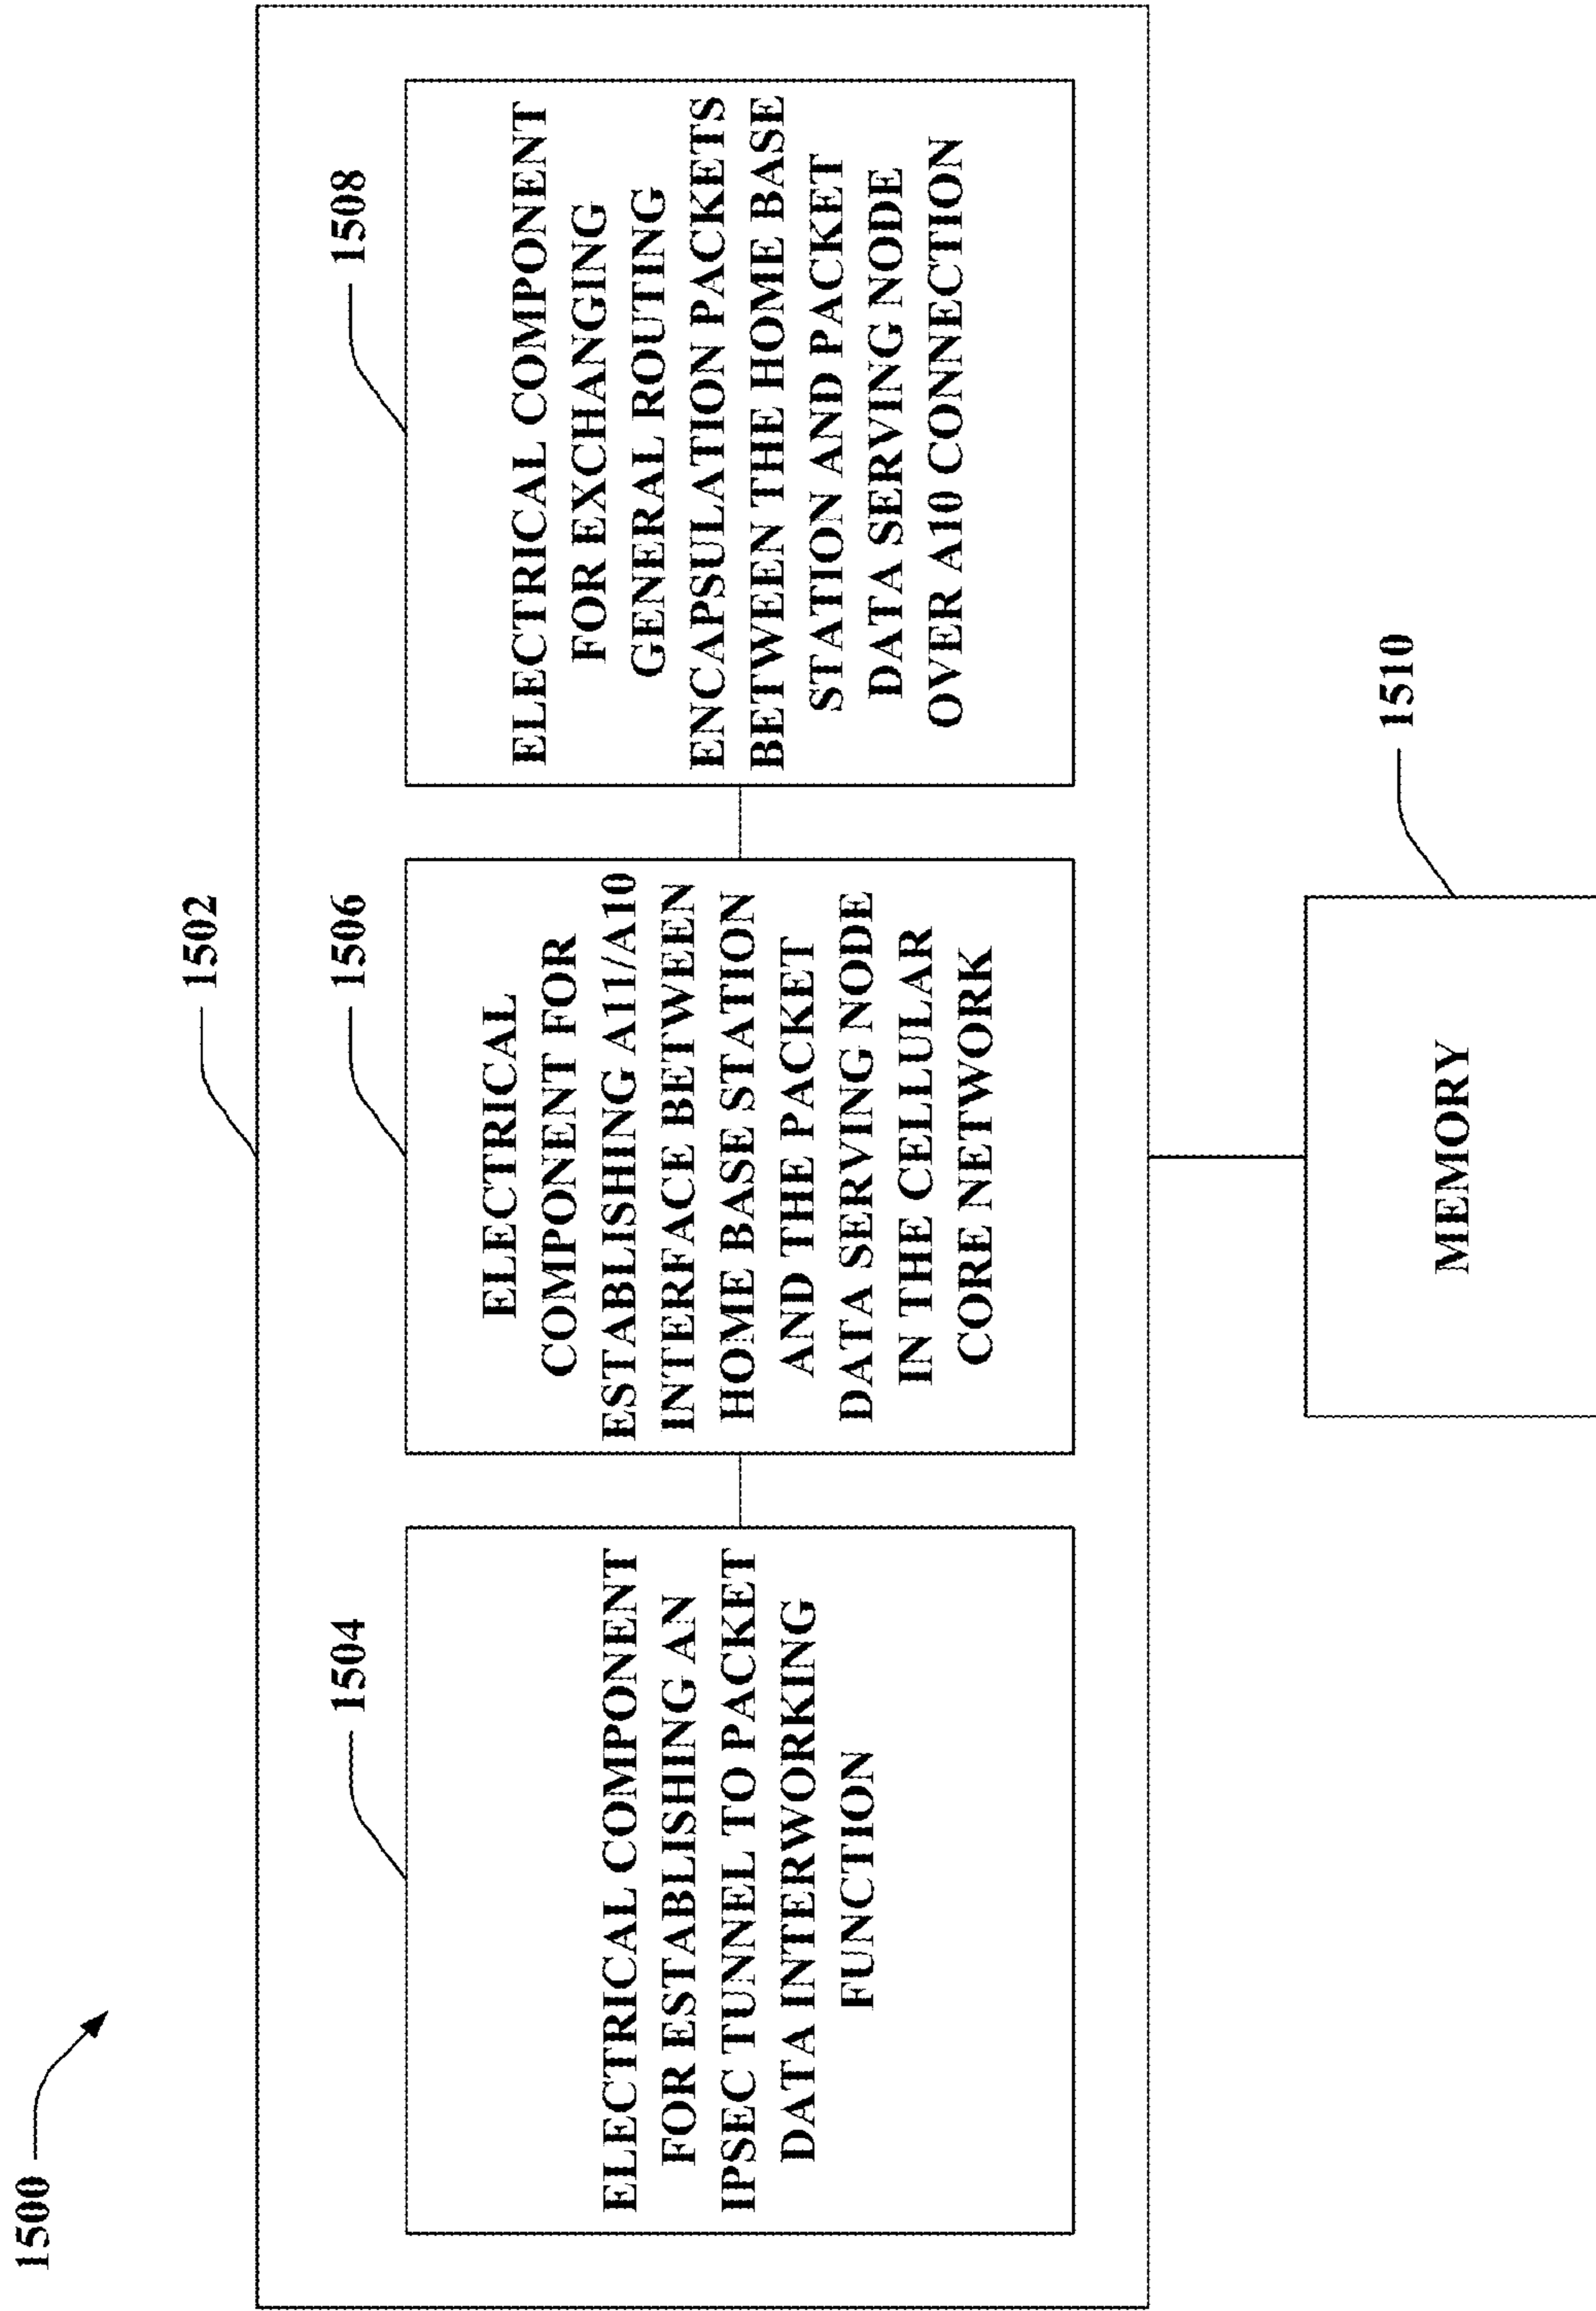 1500
1502
1504
ELECTRICAL COMPONENT
FOR ESTABLISHING AN
IPSEC TUNNEL TO PACKET
DATA INTERWORKING
FUNCTION
1506
ELECTRICAL
COMPONENT FOR
ESTABLISHING A11/A10
INTERFACE BETWEEN
HOME BASE STATION
AND THE PACKET
DATA SERVING NODE
IN THE CELLULAR
CORE NETWORK
1508
ELECTRICAL COMPONENT
FOR EXCHANGING
GENERAL ROUTING
ENCAPSULATION PACKETS
BETWEEN THE HOME BASE
STATION AND PACKET
DATA SERVING NODE
OVER A10 CONNECTION
1510
MEMORY